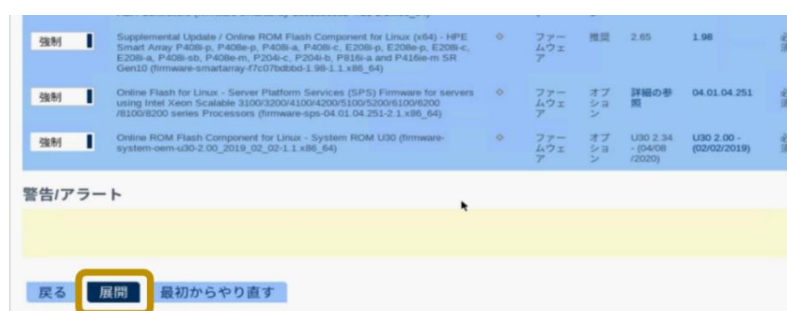 強制
Supplemental Update / Online ROM Flash Component for Linux (x64) - HPE
Smart Array P408i-p, P408e-p, P408i-a, P408i-c, E208i-p, E208e-p, E208i-c,
E208i-a, P408i-sb, P408e-m, P204i-c, P204i-b, P816i-a and P416ie-m SR
Gen10 (firmware-smartarray-f7c07bdbbd-1.98-1.1.x86_64)
ファー
ムウェ
ア
推奨
2.65
1.98
強制
Online Flash for Linux - Server Platform Services (SPS) Firmware for servers
using Intel Xeon Scalable 3100/3200/4100/4200/5100/5200/6100/6200
/8100/8200 series Processors (firmware-sps-04.01.04.251-2.1.x86_64)
ファー
ムウェ
ア
オプ
ショ
ン
詳細の参
照
04.01.04.251
強制
Online ROM Flash Component for Linux - System ROM U30 (firmware-
system-oem-u30-2.00_2019_02_02-1.1.x86_64)
ファー
ムウェ
ア
オプ
ショ
ン
U30 2.34
- (04/08
/2020)
U30 2.00 -
(02/02/2019)
警告/アラート
戻る
展開
最初からやり直す